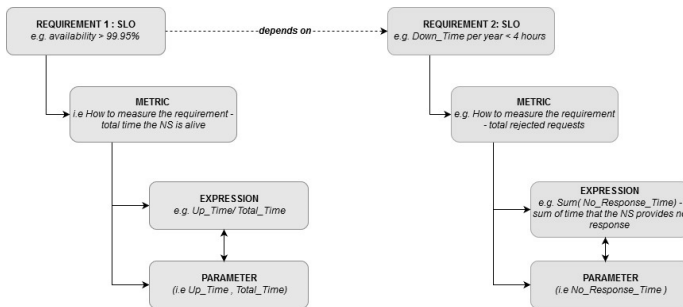 REQUIREMENT 1 : SLO
e.g. availability > 99.95%
depends on
REQUIREMENT 2: SLO
e.g. Down_Time per year < 4 hours
METRIC
i.e How to measure the requirement -
total time the NS is alive
METRIC
e.g. How to measure the requirement
- total rejected requests
EXPRESSION
e.g. Up_Time/ Total_Time
EXPRESSION
e.g. Sum( No_Response_Time) -
sum of time that the NS provides no
response
PARAMETER
(i.e Up_Time , Total_Time)
PARAMETER
(i.e No_Response_Time )